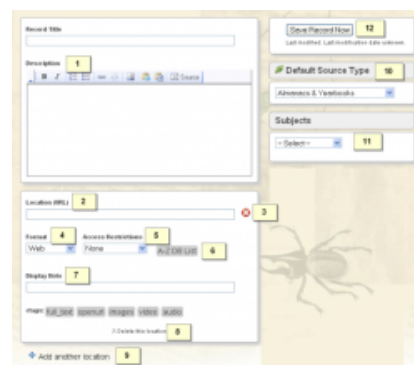 Record Title
Description 1
B I Source
Location (URL) 2
3
Format 4 Access Restrictions 5
Web None A-Z DB List 6
Display Note 7
ctags: full_text openurl images video audio
Delete this location 8
Add another location 9
Save Record Now 12
Last modified: Last modification date unknown.
Default Source Type 10
Almanacs & Yearbooks
Subjects
-- Select -- 11